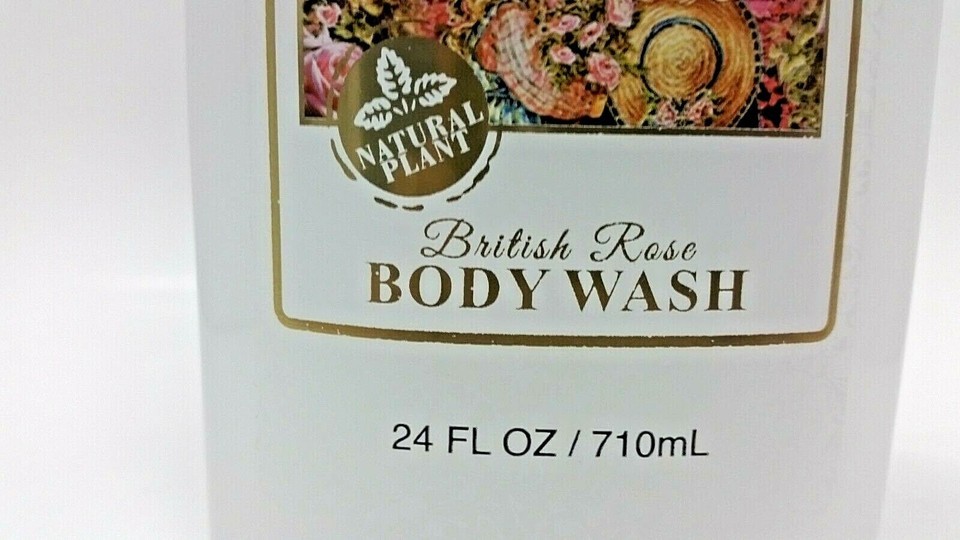 NATURAL
PLANT
British Rose
BODY WASH
24 FL OZ / 710mL